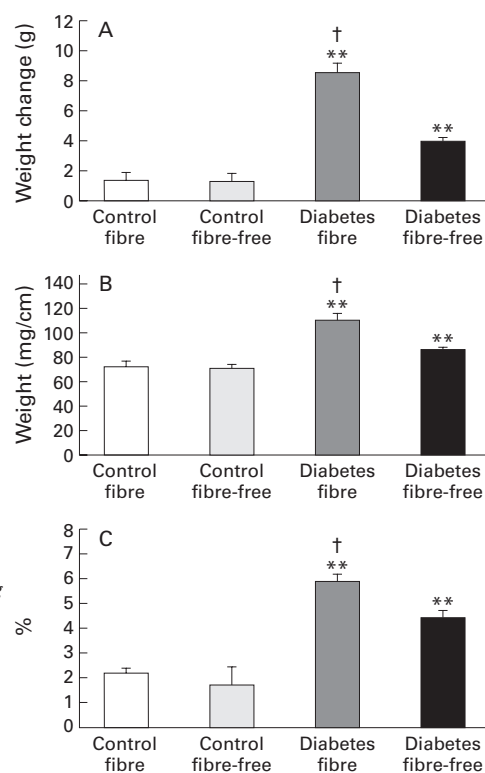 A
Weight change (g)
12
10
8
6
4
2
0
†
**
**
Control fibre
Control fibre-free
Diabetes fibre
Diabetes fibre-free
B
Weight (mg/cm)
140
120
100
80
60
40
20
0
†
**
**
Control fibre
Control fibre-free
Diabetes fibre
Diabetes fibre-free
C
%
8
7
6
5
4
3
2
1
0
†
**
**
Control fibre
Control fibre-free
Diabetes fibre
Diabetes fibre-free